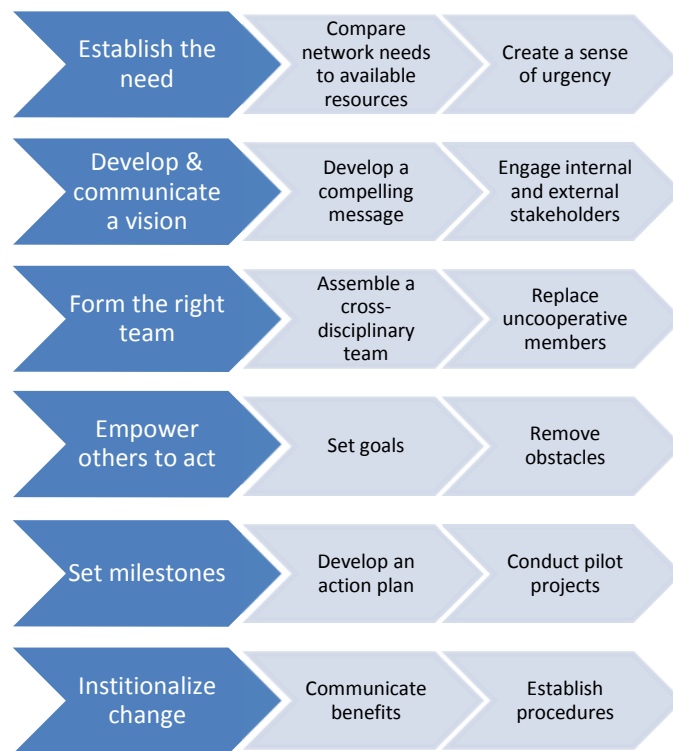 Establish the
need
Compare
network needs
to available
resources
Create a sense
of urgency
Develop &
communicate
a vision
Develop a
compelling
message
Engage internal
and external
stakeholders
Form the right
team
Assemble a
cross-
disciplinary
team
Replace
uncooperative
members
Empower
others to act
Set goals
Remove
obstacles
Set milestones
Develop an
action plan
Conduct pilot
projects
Institionalize
change
Communicate
benefits
Establish
procedures